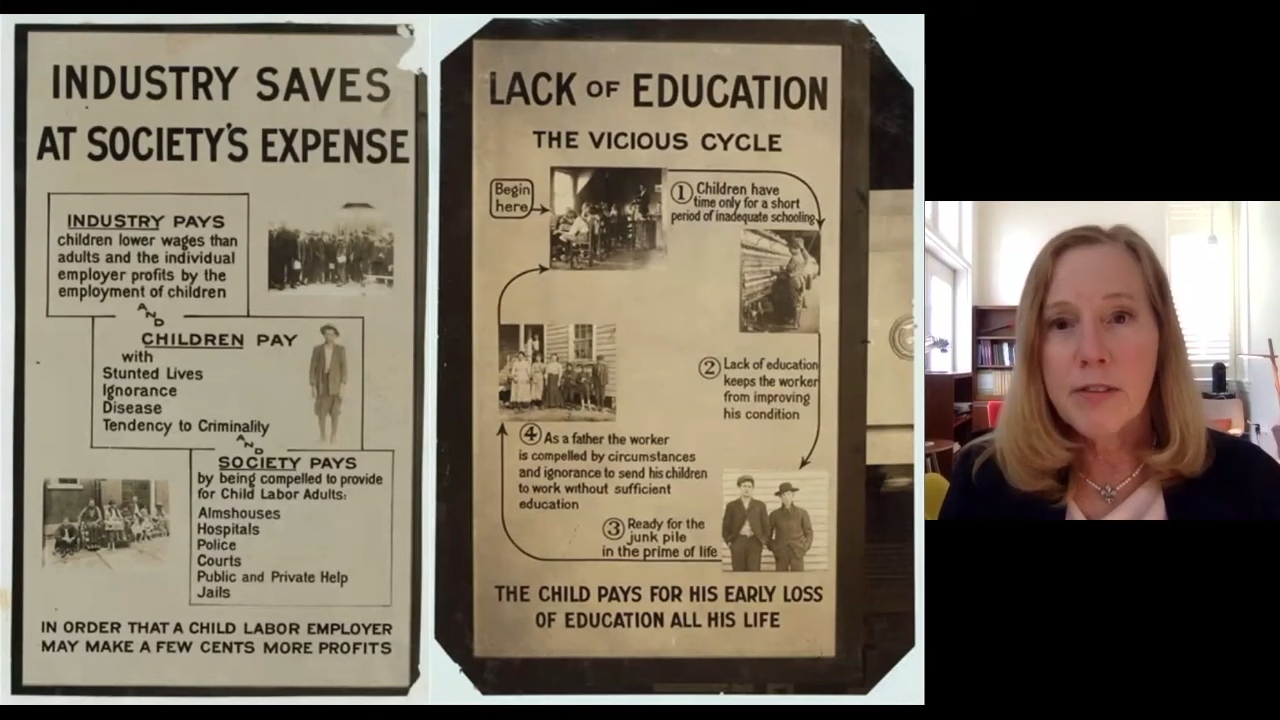 INDUSTRY SAVES
AT SOCIETY'S EXPENSE
INDUSTRY PAYS
children lower wages than
adults and the individual
employer profits by the
employment of children
AND
CHILDREN PAY
with
Stunted Lives
Ignorance
Disease
Tendency to Criminality
AND
SOCIETY PAYS
by being compelled to provide
for Child Labor Adults:
Almshouses
Hospitals
Police
Courts
Public and Private Help
Jails
IN ORDER THAT A CHILD LABOR EMPLOYER
MAY MAKE A FEW CENTS MORE PROFITS
LACK OF EDUCATION
THE VICIOUS CYCLE
Begin
here
1 Children have
time only for a short
period of inadequate schooling
2 Lack of education
keeps the worker
from improving
his condition
3 Ready for the
junk pile
in the prime of life
4 As a father the worker
is compelled by circumstances
and ignorance to send his children
to work without sufficient
education
THE CHILD PAYS FOR HIS EARLY LOSS
OF EDUCATION ALL HIS LIFE